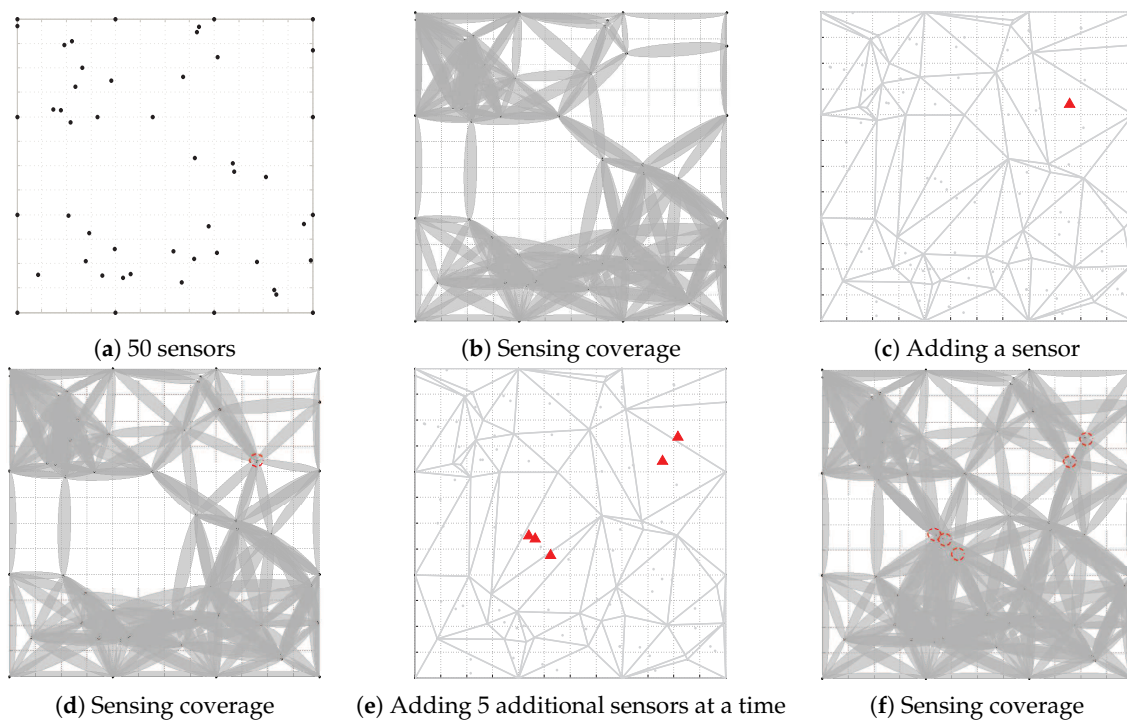 (a) 50 sensors
(b) Sensing coverage
(c) Adding a sensor
(d) Sensing coverage
(e) Adding 5 additional sensors at a time
(f) Sensing coverage